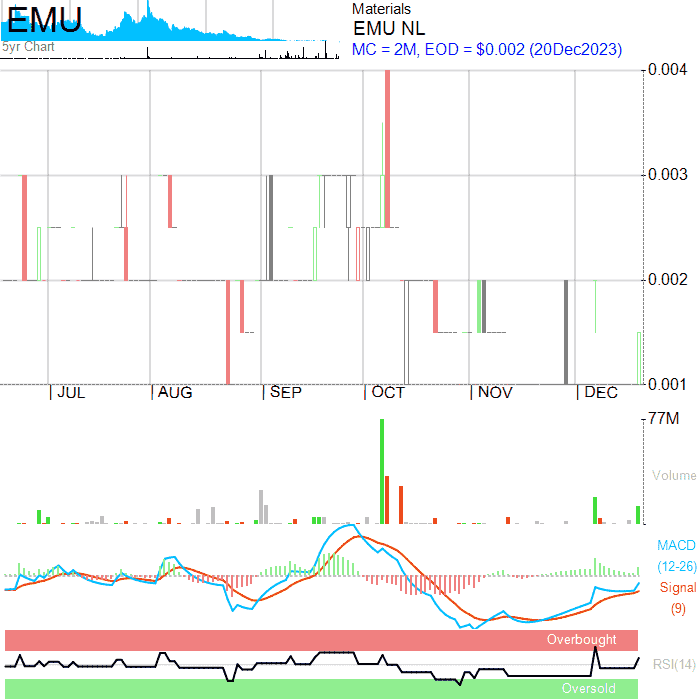 EMU
5yr Chart
Materials
EMU NL
MC = 2M, EOD = $0.002 (20Dec2023)
0.004
0.003
0.002
0.001
JUL AUG SEP OCT NOV DEC
77M
Volume
MACD
(12-26)
Signal
(9)
Overbought
RSI(14)
Oversold